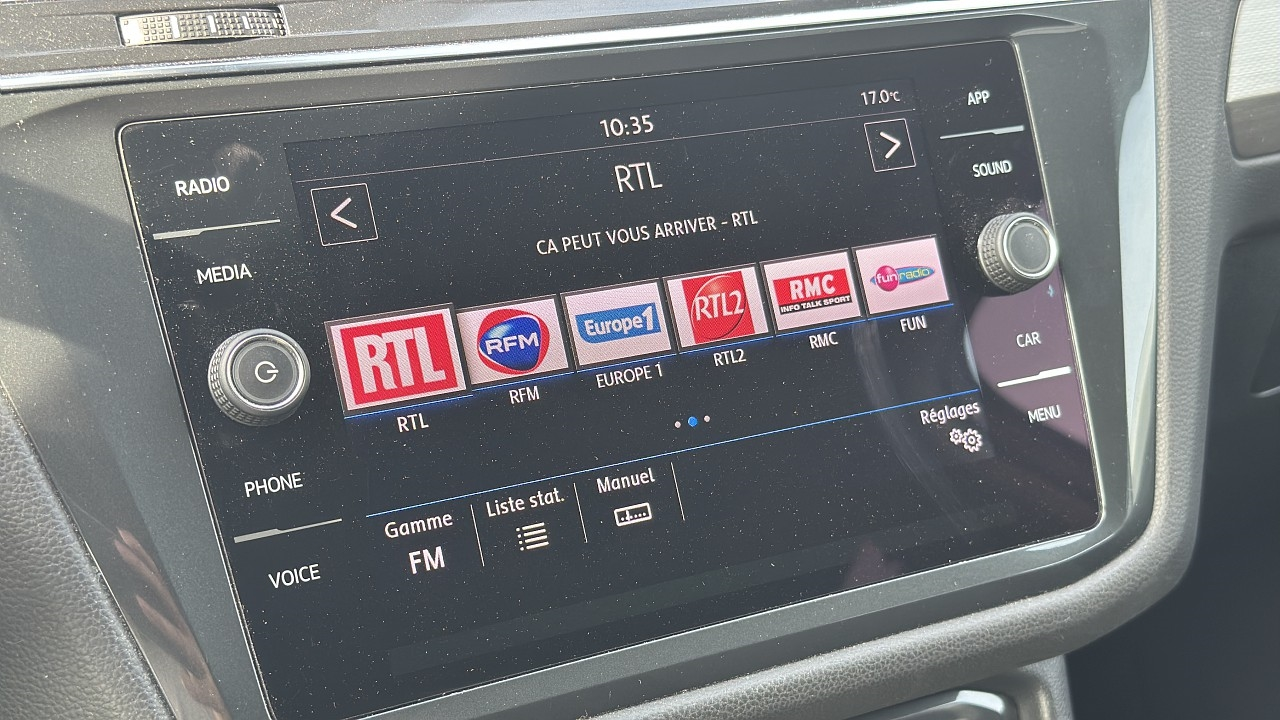 10:35
17.0°C
APP
RADIO
RTL
SOUND
CA PEUT VOUS ARRIVER - RTL
MEDIA
RTL
RFM
Europe1
RTL2
RMC
INFO TALK SPORT
fun radio
RTL
RFM
EUROPE 1
RTL2
RMC
FUN
CAR
MENU
PHONE
VOICE
Gamme
FM
Liste stat.
Manuel
Réglages